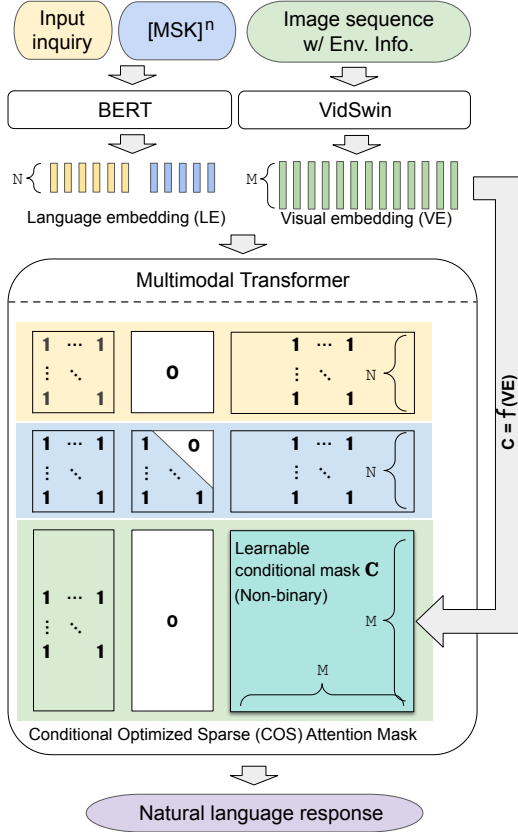 Input
inquiry
[MSK]ⁿ
Image sequence
w/ Env. Info.
BERT
VidSwin
N
M
Language embedding (LE)
Visual embedding (VE)
Multimodal Transformer
1 ⋯ 1
⋮ ⋱
1 1
0
1 ⋯ 1
⋮ ⋱
1 1
N
1 ⋯ 1
⋮ ⋱
1 1
1 0
⋮ ⋱
1 1
1 ⋯ 1
⋮ ⋱
1 1
N
C = f(VE)
1 ⋯ 1
⋮ ⋱
1 1
0
Learnable
conditional mask C
(Non-binary)
M
M
Conditional Optimized Sparse (COS) Attention Mask
Natural language response